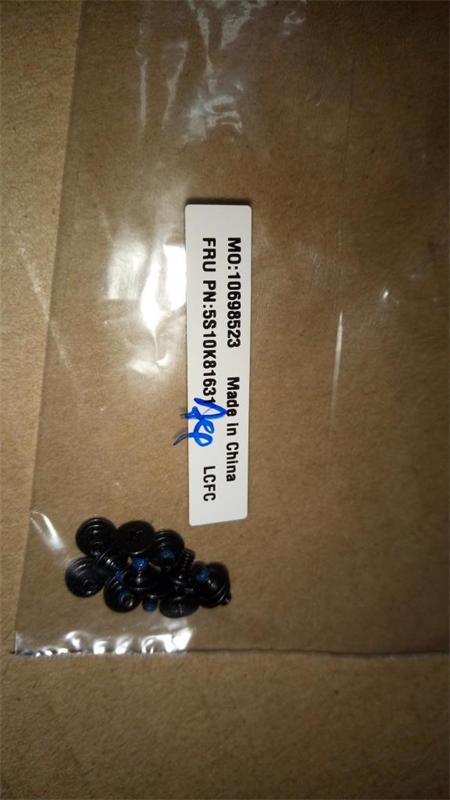 MO:10698523 Made In China
FRU PN:5S10K81631 LCFC